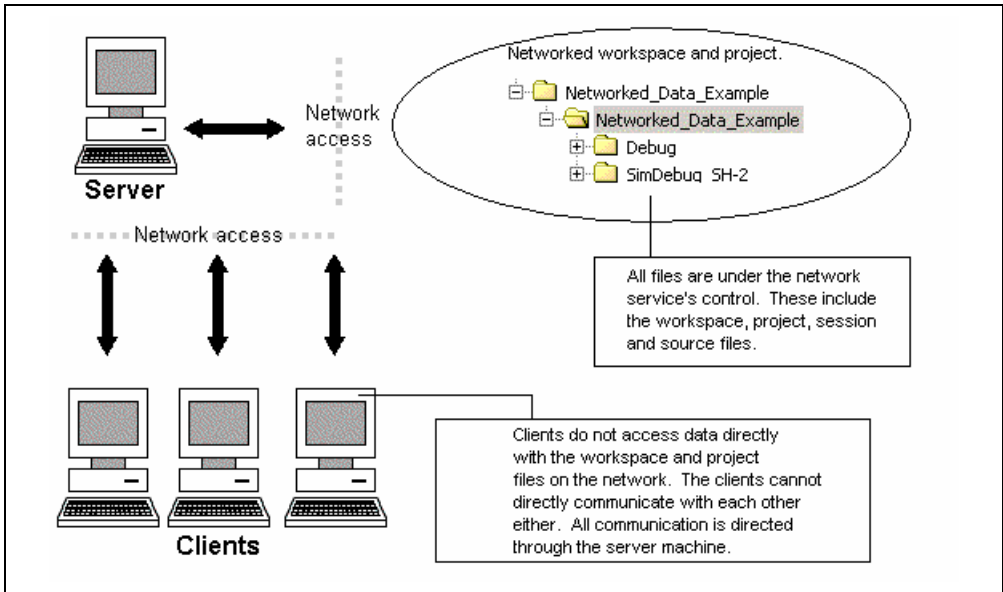 Networked workspace and project.
Networked_Data_Example
Networked_Data_Example
Debug
SimDebug_SH-2
Network
access
Server
Network access
All files are under the network
service's control. These include
the workspace, project, session
and source files.
Clients do not access data directly
with the workspace and project
files on the network. The clients cannot
directly communicate with each other
either. All communication is directed
through the server machine.
Clients